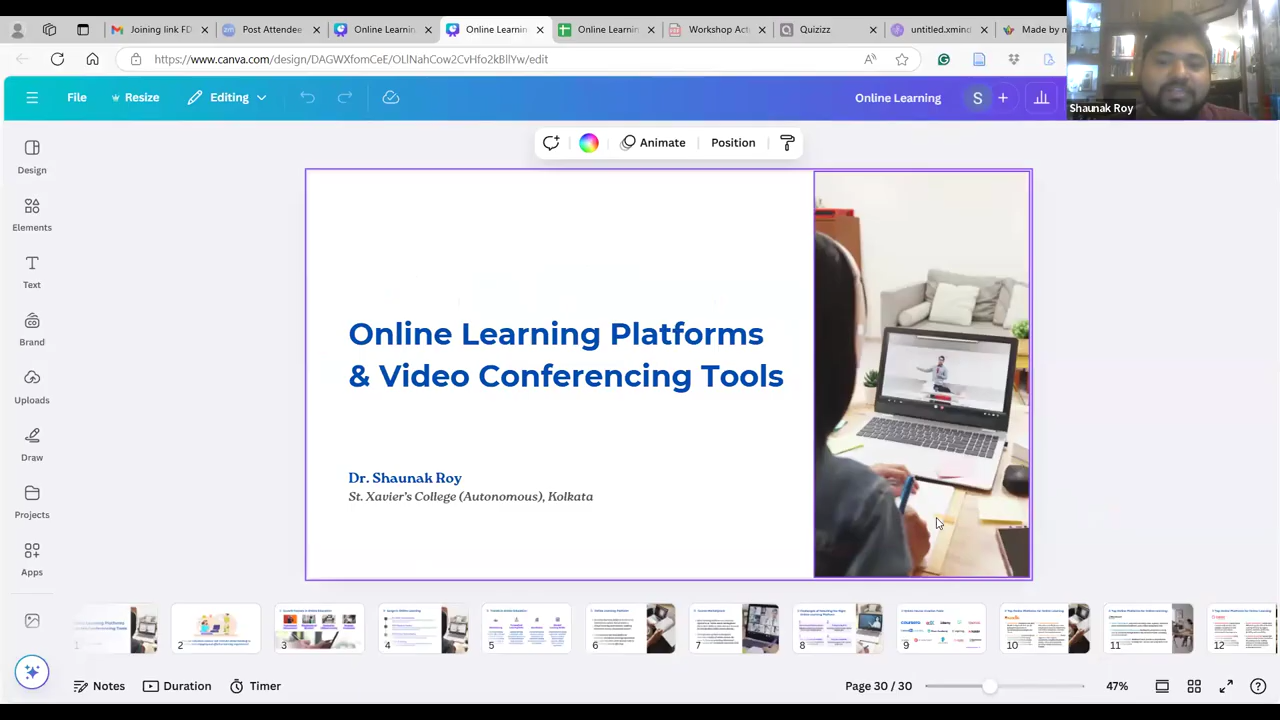 Joining link FD
Post Attendee
Online Learnin
Online Learnin
Online Learning
Workshop Act
Quizizz
untitled.xmind
Made by n
https://www.canva.com/design/DAGWXfomCeE/OLlNahCow2CvHfo2kBllYw/edit
File
Resize
Editing
Online Learning
S
Shaunak Roy
Animate
Position
Design
Elements
Text
Brand
Uploads
Draw
Projects
Apps
Online Learning Platforms
& Video Conferencing Tools
Dr. Shaunak Roy
St. Xavier's College (Autonomous), Kolkata
2
3
4
5
6
7
8
9
10
11
12
Notes
Duration
Timer
Page 30 / 30
47%